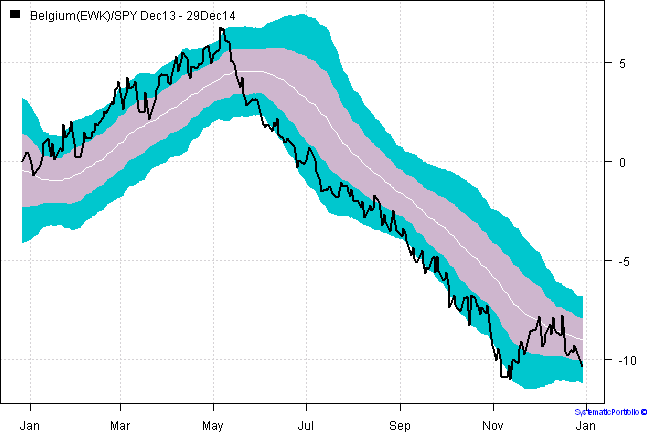 Belgium(EWK)/SPY Dec13 - 29Dec14
5
0
-5
-10
Jan Mar May Jul Sep Nov Jan
SystematicPortfolio ©